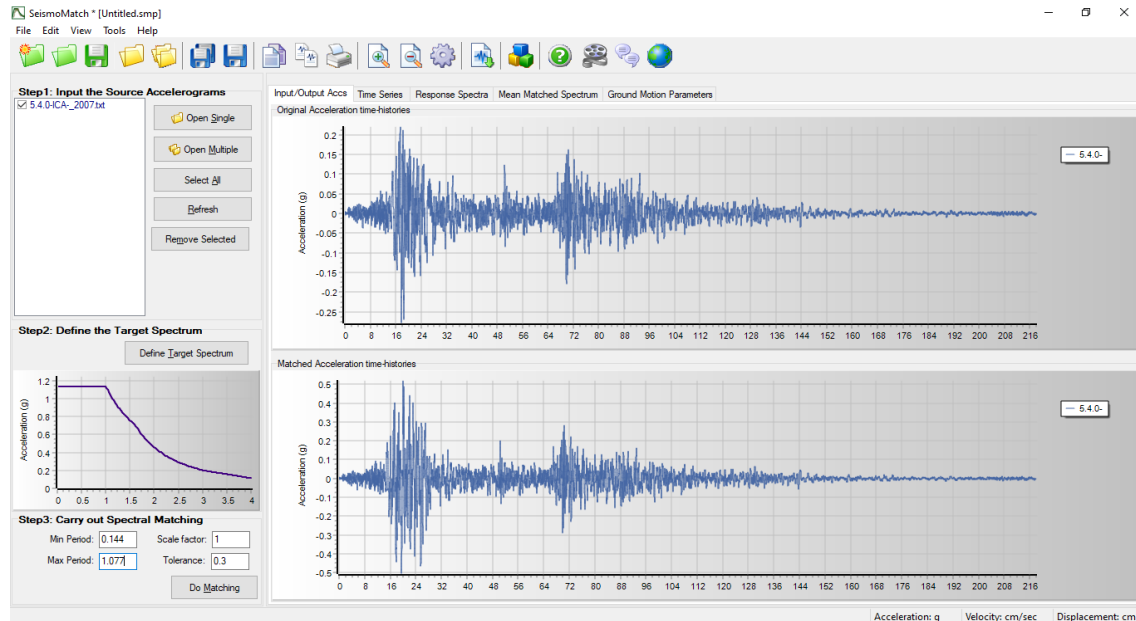 SeismoMatch * [Untitled.smp]
File Edit View Tools Help
Step1: Input the Source Accelerograms
5.4.0-ICA-_2007.txt
Open Single
Open Multiple
Select All
Refresh
Remove Selected
Step2: Define the Target Spectrum
Define Target Spectrum
Acceleration (g)
1.2
1
0.8
0.6
0.4
0.2
0
0 0.5 1 1.5 2 2.5 3 3.5 4
Step3: Carry out Spectral Matching
Min Period: 0.144 Scale factor: 1
Max Period: 1.077 Tolerance: 0.3
Do Matching
Input/Output Accs Time Series Response Spectra Mean Matched Spectrum Ground Motion Parameters
Original Acceleration time-histories
Acceleration (g)
0.2
0.15
0.1
0.05
0
-0.05
-0.1
-0.15
-0.2
-0.25
0 8 16 24 32 40 48 56 64 72 80 88 96 104 112 120 128 136 144 152 160 168 176 184 192 200 208 216
5.4.0-
Matched Acceleration time-histories
Acceleration (g)
0.5
0.4
0.3
0.2
0.1
0
-0.1
-0.2
-0.3
-0.4
-0.5
0 8 16 24 32 40 48 56 64 72 80 88 96 104 112 120 128 136 144 152 160 168 176 184 192 200 208 216
5.4.0-
Acceleration: g Velocity: cm/sec Displacement: cm